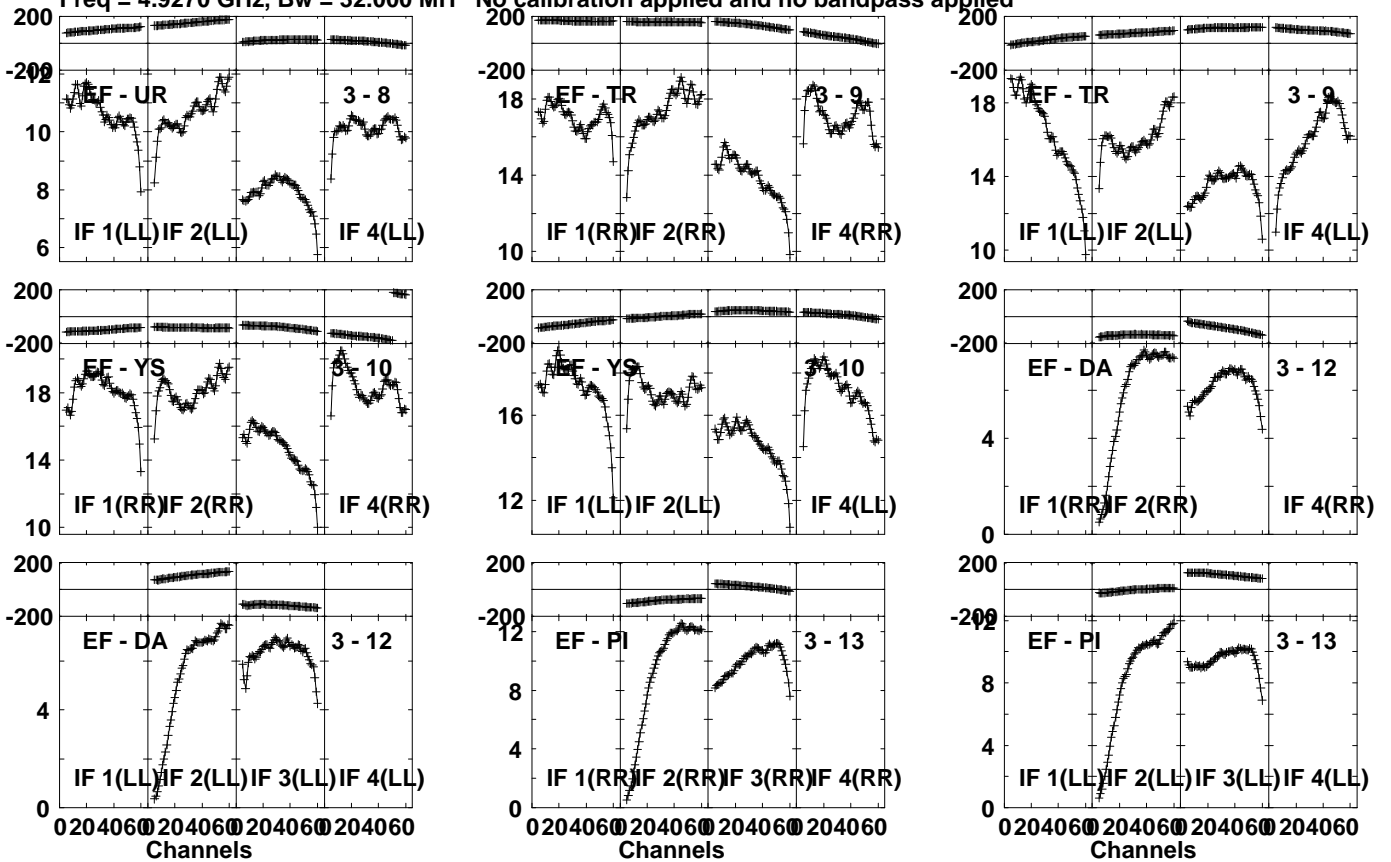 Freq = 4.9270 GHz, Bw = 32.000 MH No calibration applied and no bandpass applied
200 200 200
-200 -200 -200
12 EF - UR 3 - 8 EF - TR 3 - 9 EF - TR 3 - 9
18 18
10
8 14 14
6 IF 1(LL) IF 2(LL) IF 4(LL) 10 IF 1(RR) IF 2(RR) IF 4(RR) 10 IF 1(LL) IF 2(LL) IF 4(LL)
200 200 200
-200 -200 -200
EF - YS 3 - 10 EF - YS 3 - 10 EF - DA 3 - 12
18 16 4
14 12
10 IF 1(RR) IF 2(RR) IF 4(RR) IF 1(LL) IF 2(LL) IF 4(LL) 0 IF 1(RR) IF 2(RR) IF 4(RR)
200 200 200
-200 -200 -200
EF - DA 3 - 12 12 EF - PI 3 - 13 12 EF - PI 3 - 13
4 8 8
4 4
IF 1(LL) IF 2(LL) IF 3(LL) IF 4(LL) IF 1(RR) IF 2(RR) IF 3(RR) IF 4(RR) IF 1(LL) IF 2(LL) IF 3(LL) IF 4(LL)
0 0 0
0 20 40 60 0 20 40 60 0 20 40 60 0 20 40 60 0 20 40 60 0 20 40 60 0 20 40 60 0 20 40 60 0 20 40 60 0 20 40 60 0 20 40 60 0 20 40 60
Channels Channels Channels